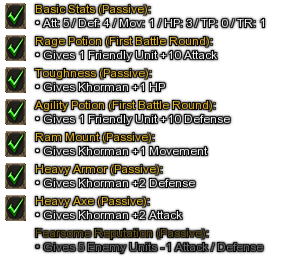 Basic Stats (Passive):
• Att: 5 / Def: 4 / Mov: 1 / HP: 3 / TP: 0 / TR: 1
Rage Potion (First Battle Round):
• Gives 1 Friendly Unit +10 Attack
Toughness (Passive):
• Gives Khorman +1 HP
Agility Potion (First Battle Round):
• Gives 1 Friendly Unit +10 Defense
Ram Mount (Passive):
• Gives Khorman +1 Movement
Heavy Armor (Passive):
• Gives Khorman +2 Defense
Heavy Axe (Passive):
• Gives Khorman +2 Attack
Fearsome Reputation (Passive):
• Gives 5 Enemy Units -1 Attack / Defense